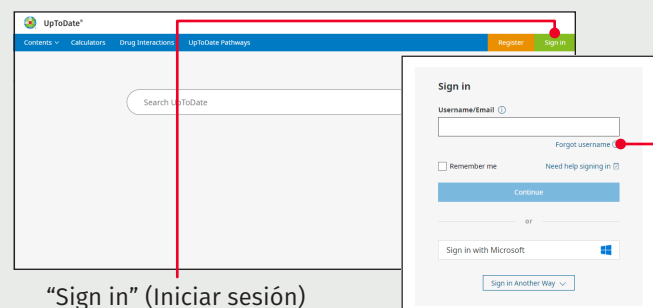 UpToDate®
Contents Calculators Drug Interactions UpToDate Pathways Register Sign in
Search UpToDate
Sign in
Username/Email
Forgot username
Remember me Need help signing in
Continue
or
Sign in with Microsoft
Sign in Another Way
“Sign in” (Iniciar sesión)